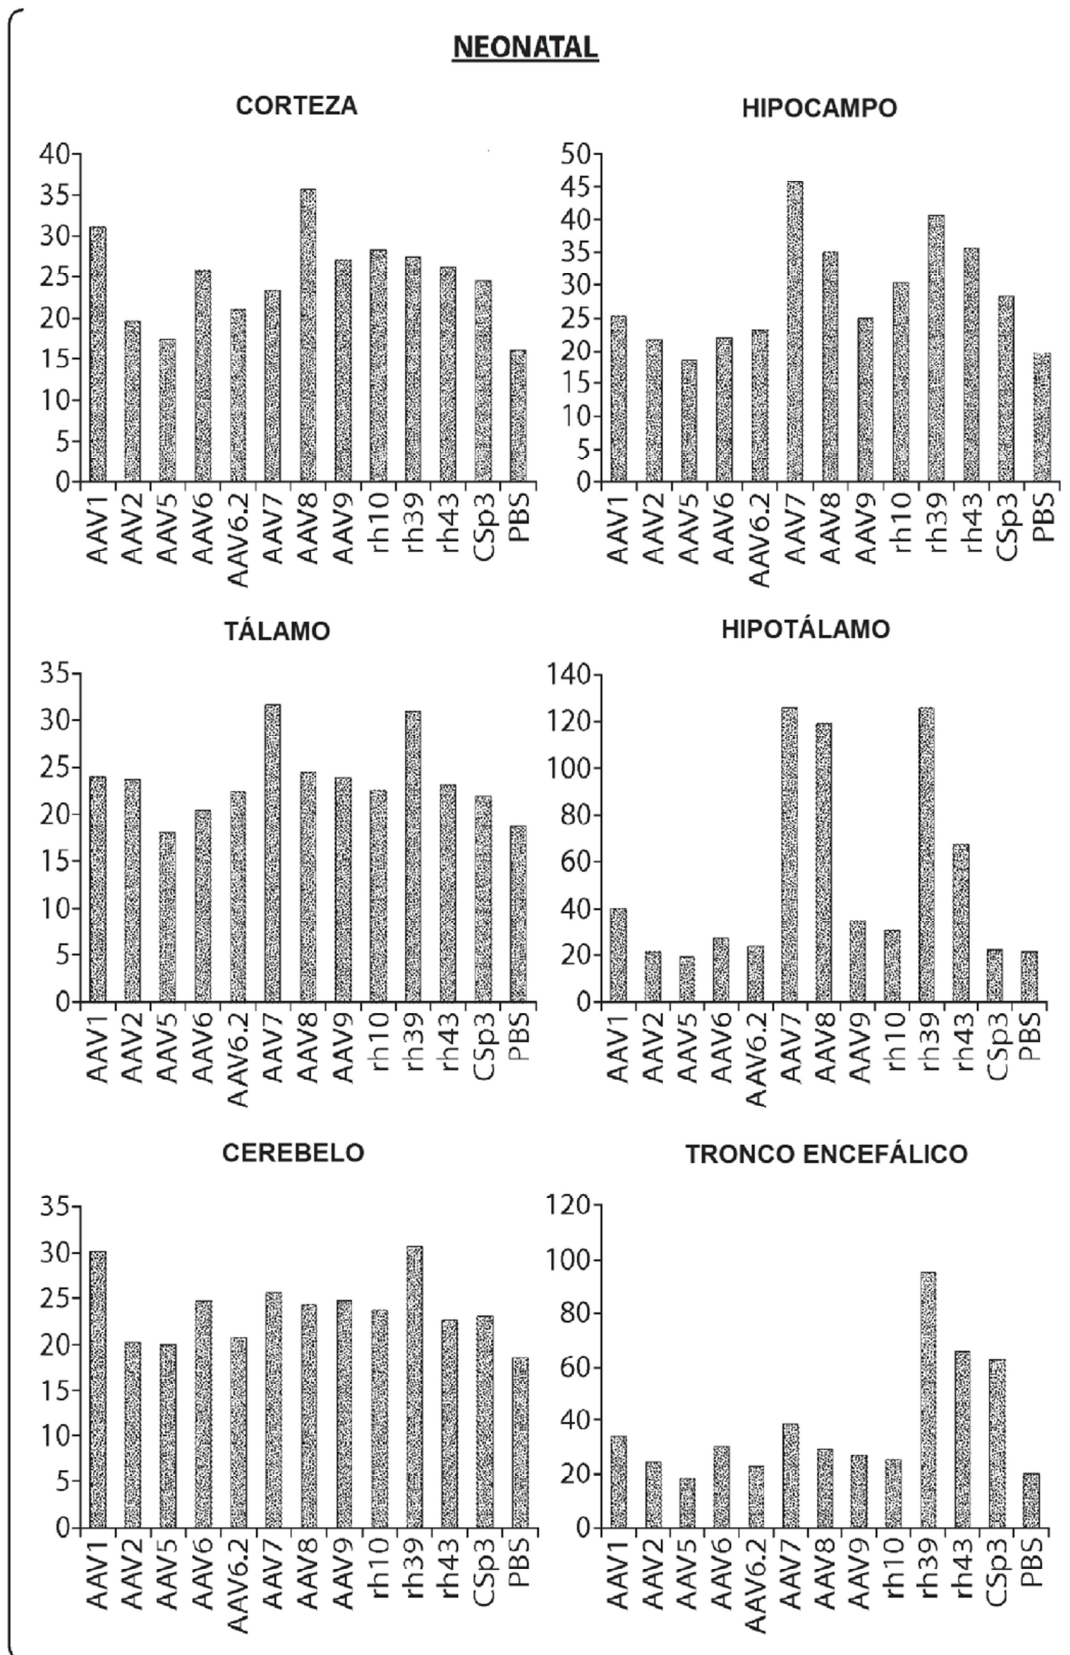 NEONATAL
CORTEZA
40
35
30
25
20
15
10
5
0
AAV1
AAV2
AAV5
AAV6
AAV6.2
AAV7
AAV8
AAV9
rh10
rh39
rh43
CSp3
PBS
HIPOCAMPO
50
45
40
35
30
25
20
15
10
5
0
AAV1
AAV2
AAV5
AAV6
AAV6.2
AAV7
AAV8
AAV9
rh10
rh39
rh43
CSp3
PBS
TÁLAMO
35
30
25
20
15
10
5
0
AAV1
AAV2
AAV5
AAV6
AAV6.2
AAV7
AAV8
AAV9
rh10
rh39
rh43
CSp3
PBS
HIPOTÁLAMO
140
120
100
80
60
40
20
0
AAV1
AAV2
AAV5
AAV6
AAV6.2
AAV7
AAV8
AAV9
rh10
rh39
rh43
CSp3
PBS
CEREBELO
35
30
25
20
15
10
5
0
AAV1
AAV2
AAV5
AAV6
AAV6.2
AAV7
AAV8
AAV9
rh10
rh39
rh43
CSp3
PBS
TRONCO ENCEFÁLICO
120
100
80
60
40
20
0
AAV1
AAV2
AAV5
AAV6
AAV6.2
AAV7
AAV8
AAV9
rh10
rh39
rh43
CSp3
PBS